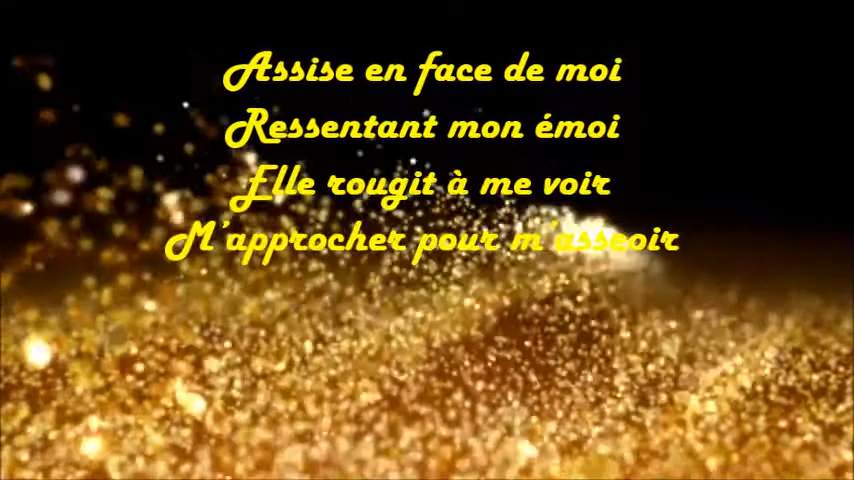 Assise en face de moi
Ressentant mon émoi
Elle rougit à me voir
M'approcher pour m'asseoir